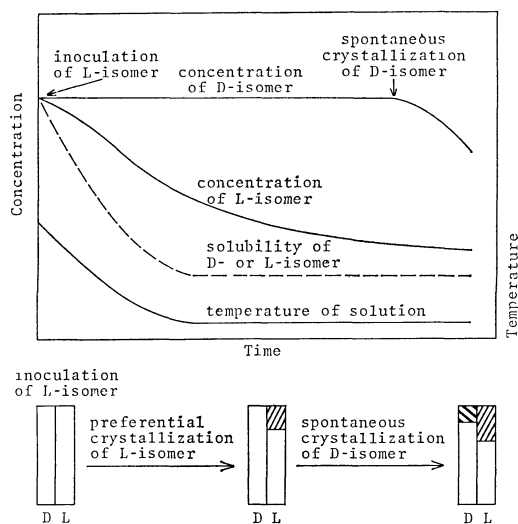 inoculation
of L-isomer
spontaneous
crystallization
of D-isomer
concentration
of D-isomer
Concentration
concentration
of L-isomer
solubility of
D- or L-isomer
temperature of solution
Temperature
Time
inoculation
of L-isomer
preferential
crystallization
of L-isomer
spontaneous
crystallization
of D-isomer
D L
D L
D L